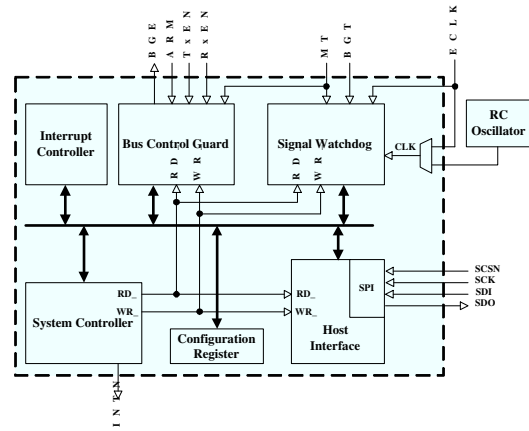 BGE
ARM
TxEN
RxEN
MT
BGT
ECLK
Interrupt
Controller
Bus Control Guard
RD
WR
Signal Watchdog
RD
WR
CLK
RC
Oscillator
System Controller
RD_
WR_
Configuration
Register
RD_
WR_
SPI
Host
Interface
SCSN
SCK
SDI
SDO
INTN